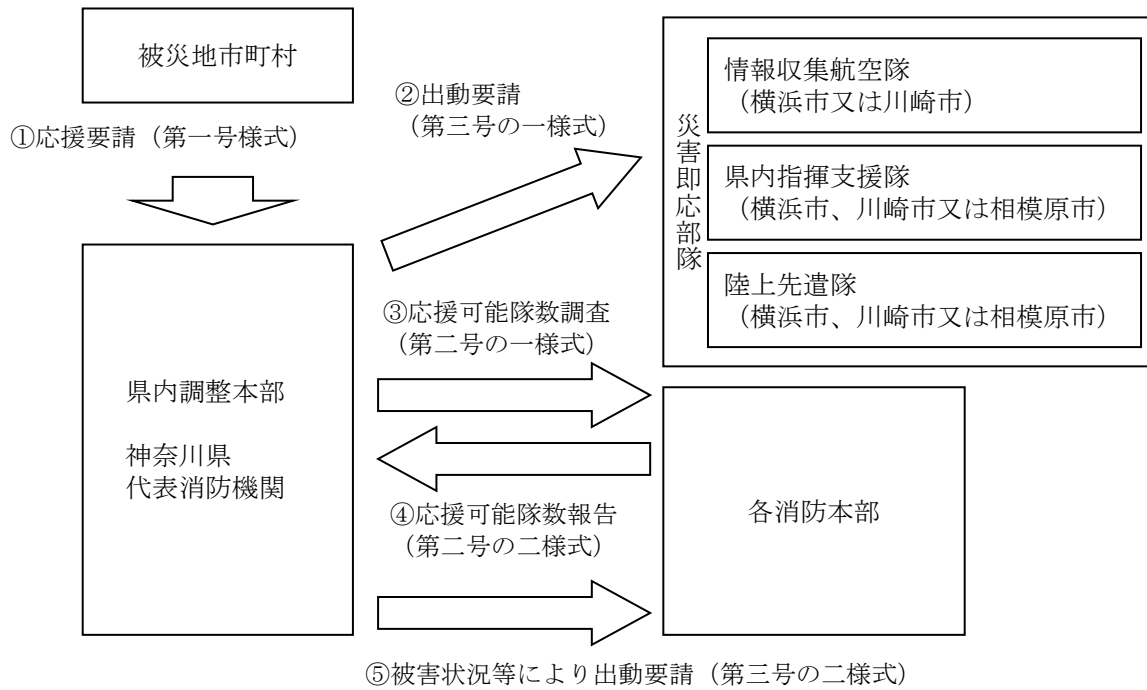 被災地市町村
①応援要請（第一号様式）
②出動要請
（第三号の一様式）
災害即応部隊
情報収集航空隊
（横浜市又は川崎市）
県内指揮支援隊
（横浜市、川崎市又は相模原市）
陸上先遣隊
（横浜市、川崎市又は相模原市）
③応援可能隊数調査
（第二号の一様式）
県内調整本部
神奈川県
代表消防機関
④応援可能隊数報告
（第二号の二様式）
各消防本部
⑤被害状況等により出動要請（第三号の二様式）